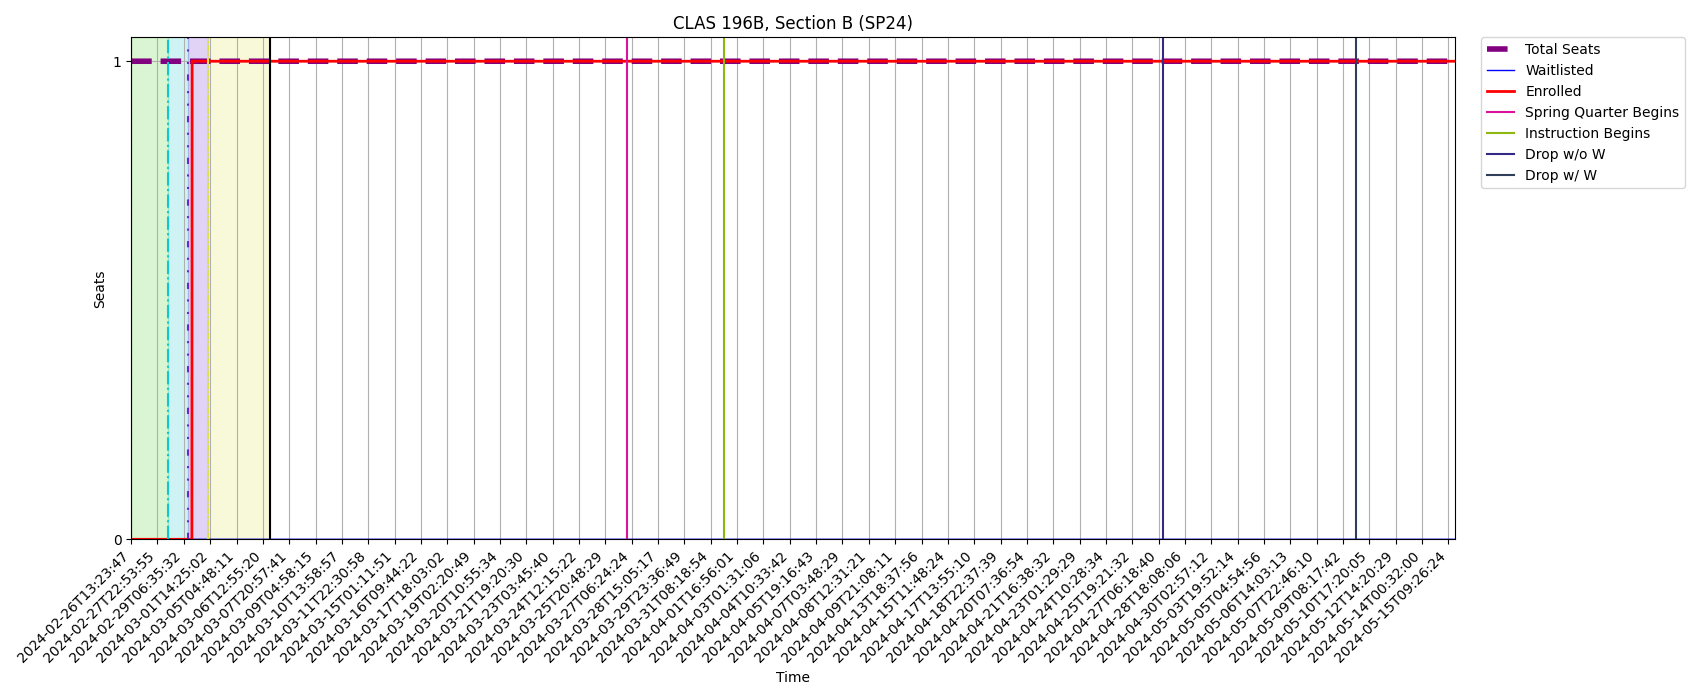 CLAS 196B, Section B (SP24)
Total Seats
Waitlisted
Enrolled
Spring Quarter Begins
Instruction Begins
Drop w/o W
Drop w/ W
Seats
1
0
2024-02-26T13:23:47
2024-02-27T22:53:55
2024-02-29T06:35:32
2024-03-01T14:25:02
2024-03-05T04:48:11
2024-03-06T12:55:20
2024-03-07T20:57:41
2024-03-09T04:58:15
2024-03-10T13:58:57
2024-03-11T22:30:58
2024-03-15T01:11:51
2024-03-16T09:44:22
2024-03-17T18:03:02
2024-03-19T02:20:49
2024-03-20T10:55:34
2024-03-21T19:20:30
2024-03-23T03:45:40
2024-03-24T12:15:22
2024-03-25T20:48:29
2024-03-27T06:24:24
2024-03-28T15:05:17
2024-03-29T23:36:49
2024-03-31T08:18:54
2024-04-01T16:56:01
2024-04-03T01:31:06
2024-04-04T10:33:42
2024-04-05T19:16:43
2024-04-07T03:48:29
2024-04-08T12:31:21
2024-04-09T21:08:11
2024-04-13T18:37:56
2024-04-15T11:48:24
2024-04-17T13:55:10
2024-04-18T22:37:39
2024-04-20T07:36:54
2024-04-21T16:38:32
2024-04-23T01:29:29
2024-04-24T10:28:34
2024-04-25T19:21:32
2024-04-27T06:18:40
2024-04-28T18:08:06
2024-04-30T02:57:12
2024-05-03T19:52:14
2024-05-05T04:54:56
2024-05-06T14:03:13
2024-05-07T22:46:10
2024-05-09T08:17:42
2024-05-10T17:20:05
2024-05-12T14:20:29
2024-05-14T00:32:00
2024-05-15T09:26:24
Time